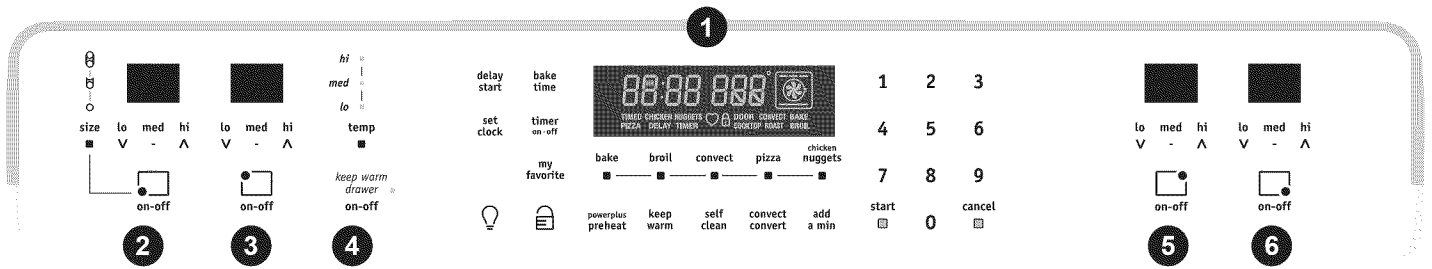 1
hi
med
lo
size
lo med hi
∨ - ∧
on-off
2
lo med hi
∨ - ∧
on-off
3
temp
keep warm
drawer
on-off
4
delay
start
bake
time
set
clock
timer
on-off
my
favorite
88:88 888°
TIMED CHICKEN NUGGETS DOOR CONVECT BAKE
PIZZA DELAY TIMER COOKTOP ROAST BROIL
bake broil convect pizza chicken
nuggets
powerplus
preheat
keep
warm
self
clean
convect
convert
add
a min
1 2 3
4 5 6
7 8 9
start 0 cancel
lo med hi
∨ - ∧
on-off
5
lo med hi
∨ - ∧
on-off
6